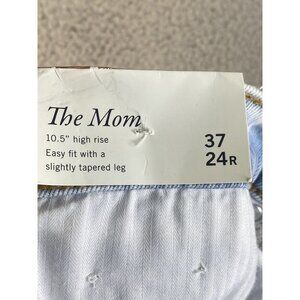 The Mom
10.5" high rise
Easy fit with a
slightly tapered leg
37
24R